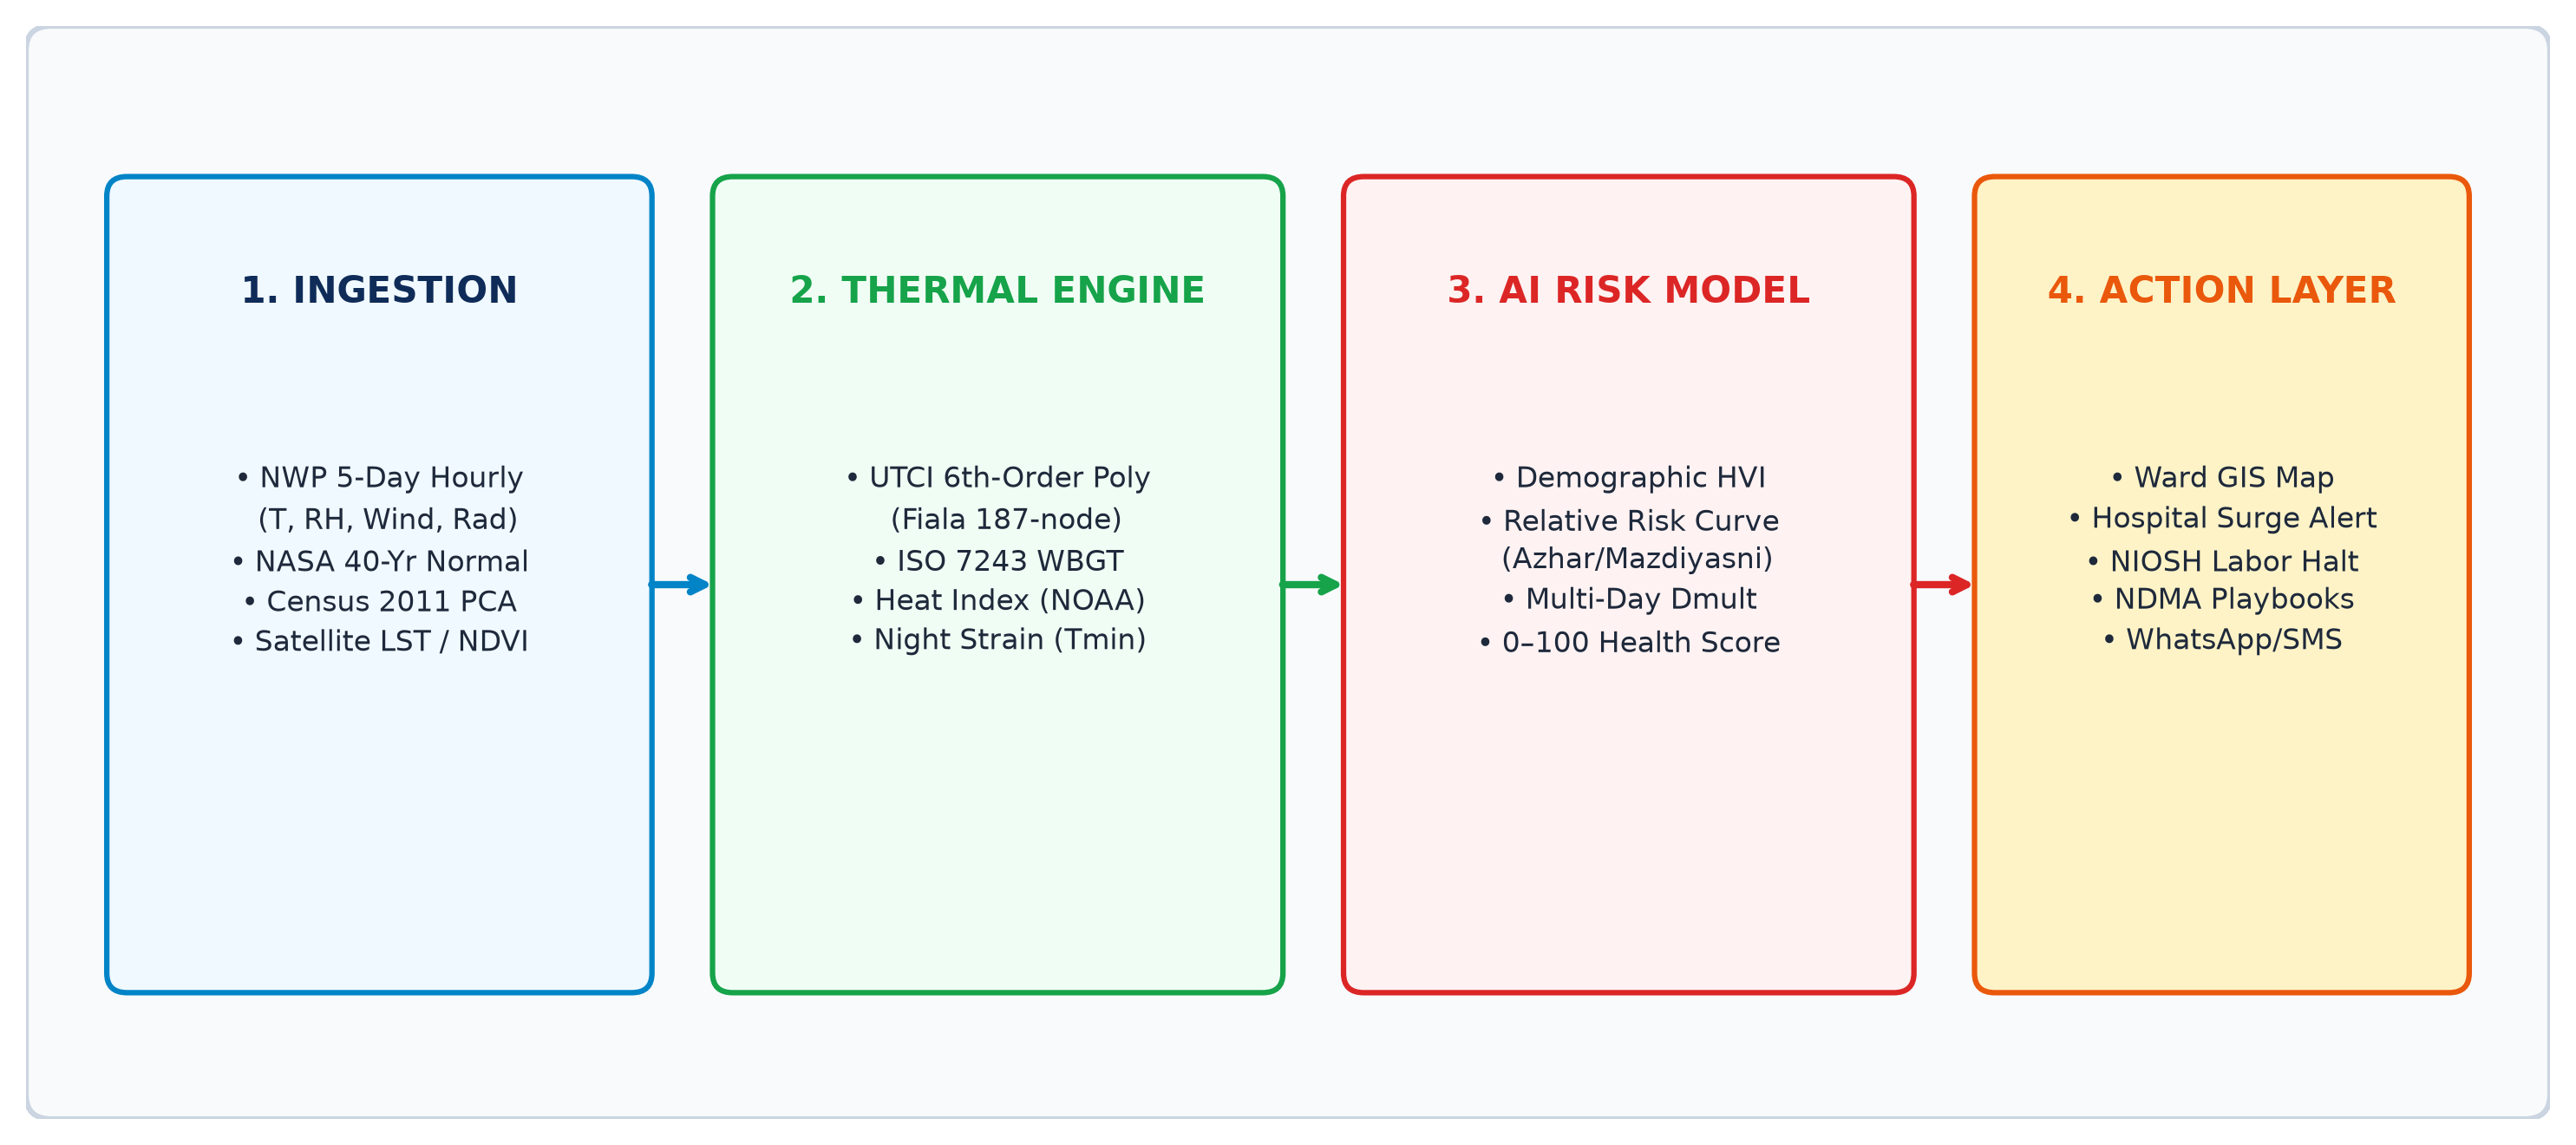 1. INGESTION
• NWP 5-Day Hourly
(T, RH, Wind, Rad)
• NASA 40-Yr Normal
• Census 2011 PCA
• Satellite LST / NDVI
2. THERMAL ENGINE
• UTCI 6th-Order Poly
(Fiala 187-node)
• ISO 7243 WBGT
• Heat Index (NOAA)
• Night Strain (Tmin)
3. AI RISK MODEL
• Demographic HVI
• Relative Risk Curve
(Azhar/Mazdiyasni)
• Multi-Day Dmult
• 0–100 Health Score
4. ACTION LAYER
• Ward GIS Map
• Hospital Surge Alert
• NIOSH Labor Halt
• NDMA Playbooks
• WhatsApp/SMS